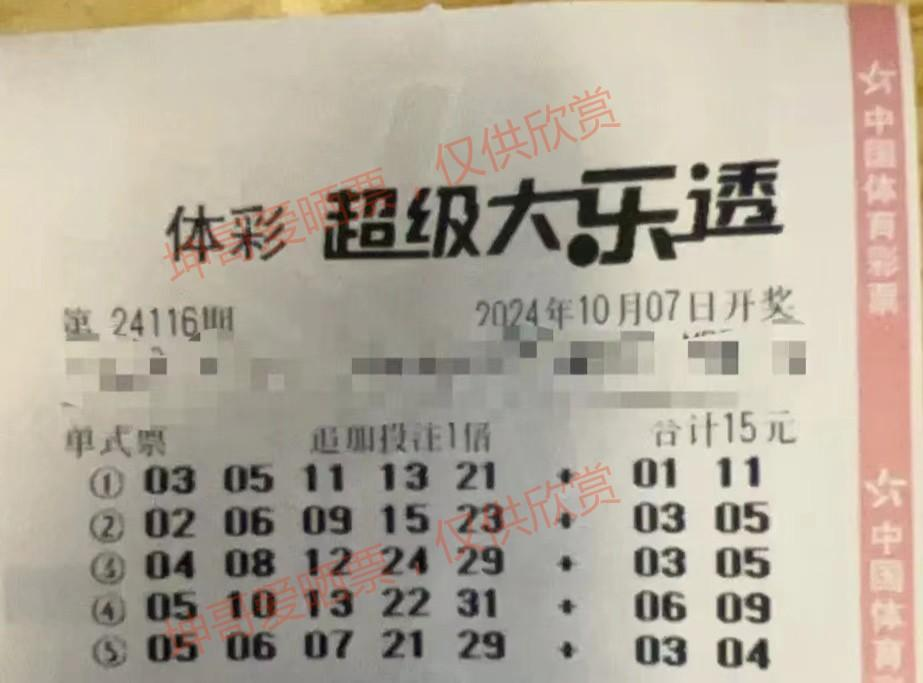 体彩 超级大乐透
第 24116期 2024年10月07日开奖
单式票 追加投注1倍 合计15元
① 03 05 11 13 21 + 01 11
② 02 06 09 15 23 + 03 05
③ 04 08 12 24 29 + 03 05
④ 05 10 13 22 31 + 06 09
⑤ 05 06 07 21 29 + 03 04
坤哥爱晒票，仅供欣赏
坤哥爱晒票，仅供欣赏
中国体育彩票
中国体育